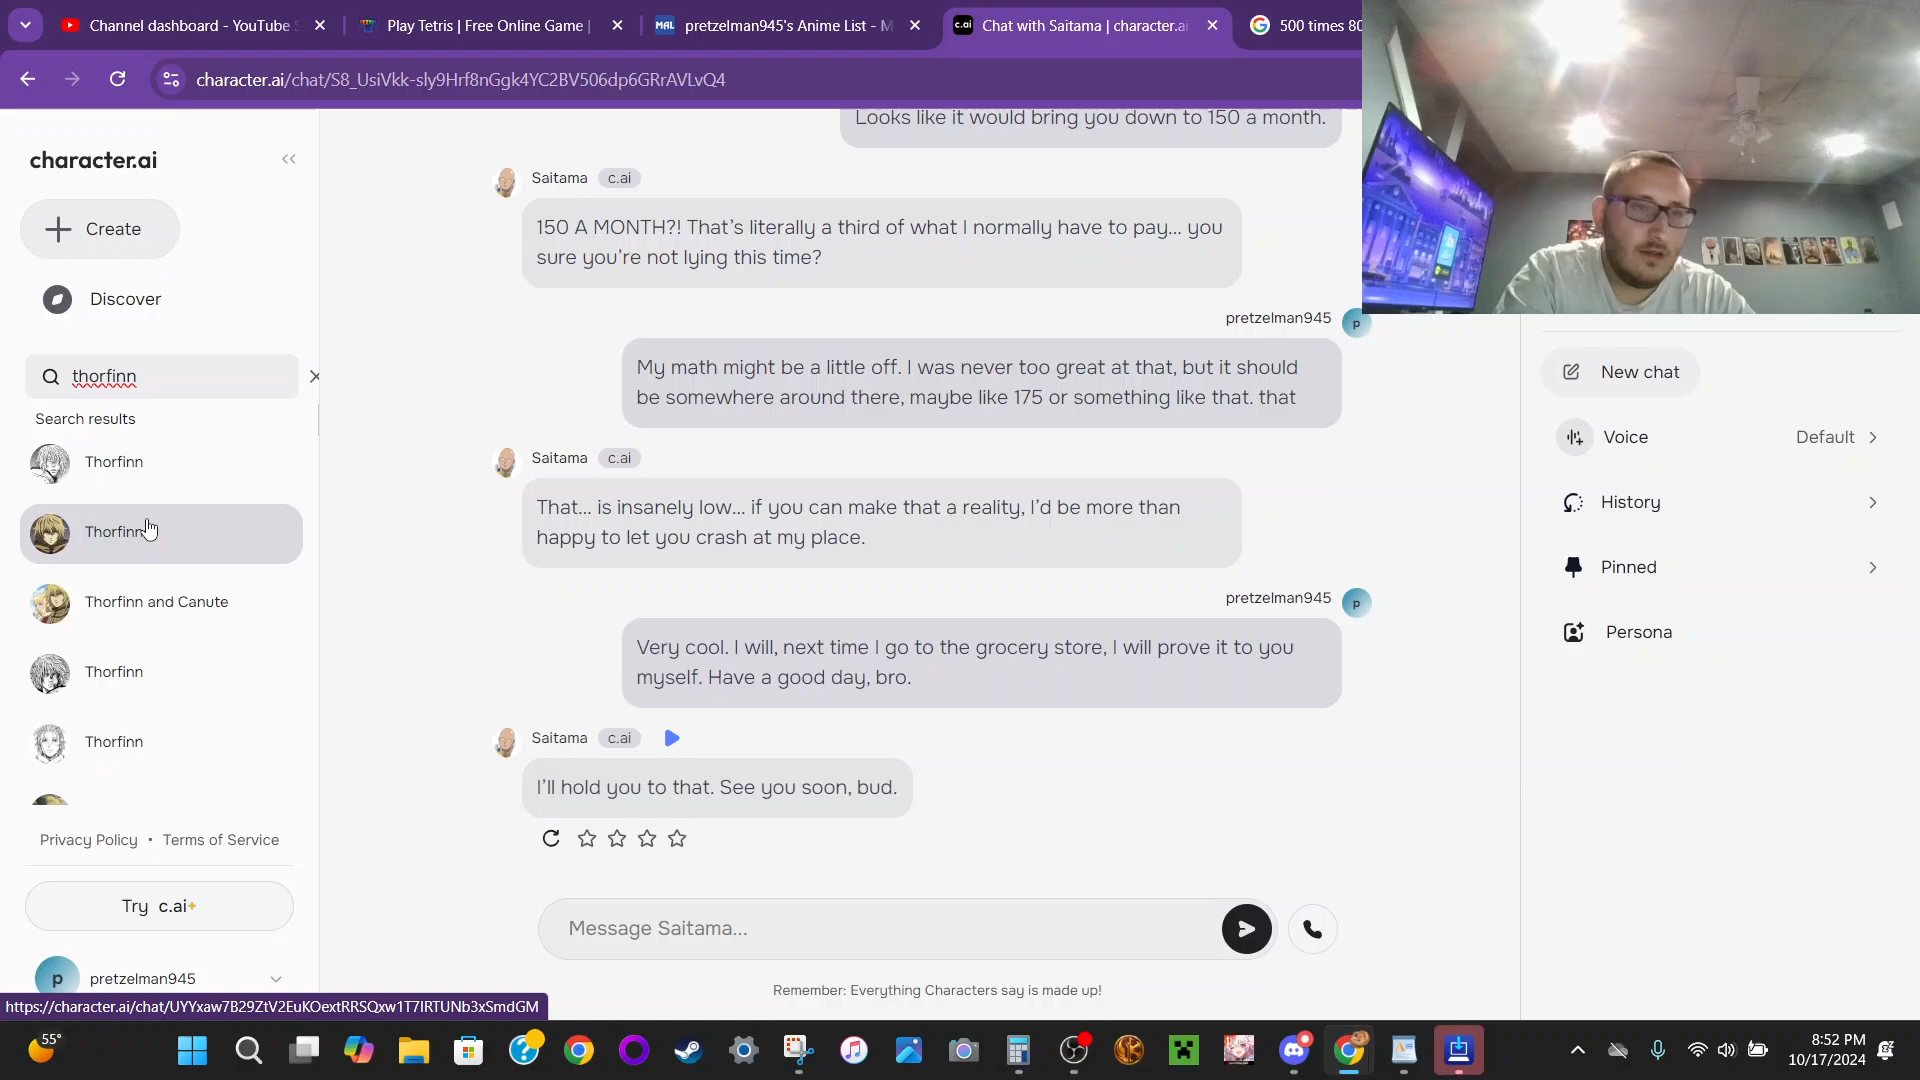 Channel dashboard - YouTube S
Play Tetris | Free Online Game |
MAL pretzelman945's Anime List - M
c.ai Chat with Saitama | character.ai
500 times 80
character.ai/chat/S8_UsiVkk-sly9Hrf8nGgk4YC2BV506dp6GRrAVLvQ4
character.ai
Create
Discover
thorfinn
Search results
Thorfinn
Thorfinn
Thorfinn and Canute
Thorfinn
Thorfinn
Privacy Policy • Terms of Service
Try c.ai+
p pretzelman945
https://character.ai/chat/UYYxaw7B29ZtV2EuKOextRRSQxw1T7IRTUNb3xSmdGM
Looks like it would bring you down to 150 a month.
Saitama c.ai
150 A MONTH?! That's literally a third of what I normally have to pay... you
sure you're not lying this time?
pretzelman945
p
My math might be a little off. I was never too great at that, but it should
be somewhere around there, maybe like 175 or something like that. that
Saitama c.ai
That... is insanely low... if you can make that a reality, I'd be more than
happy to let you crash at my place.
pretzelman945
p
Very cool. I will, next time I go to the grocery store, I will prove it to you
myself. Have a good day, bro.
Saitama c.ai
I'll hold you to that. See you soon, bud.
Message Saitama...
Remember: Everything Characters say is made up!
New chat
Voice Default
History
Pinned
Persona
55°
8:52 PM
10/17/2024